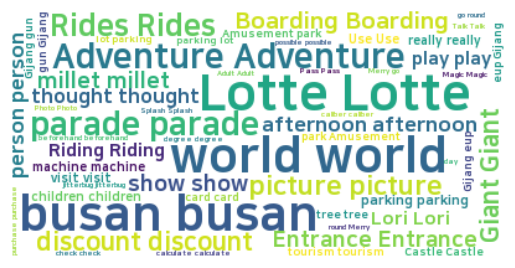 go round
Rides Rides
Boarding Boarding
Talk Talk
Amusement park
lot parking
parking lot
possible possible
Use Use
really really
Gijang gun
gun Gijang
person person
Adventure Adventure
play play
eup Gijang
millet millet
Adult Adult
Pass Pass
Merry go
Magic Magic
thought thought
Lotte Lotte
Photo Photo
Splash Splash
caliber caliber
parade parade
afternoon afternoon
beforehand beforehand
degree degree
park Amusement
Giant Giant
Riding Riding
world world
day
Gijang eup
machine machine
visit visit
jitterbug jitterbug
show show
picture picture
children children
card card
parking parking
purchase purchase
busan busan
tree tree
Lori Lori
round Merry
discount discount
Entrance Entrance
check check
calculate calculate
tourism tourism
Castle Castle